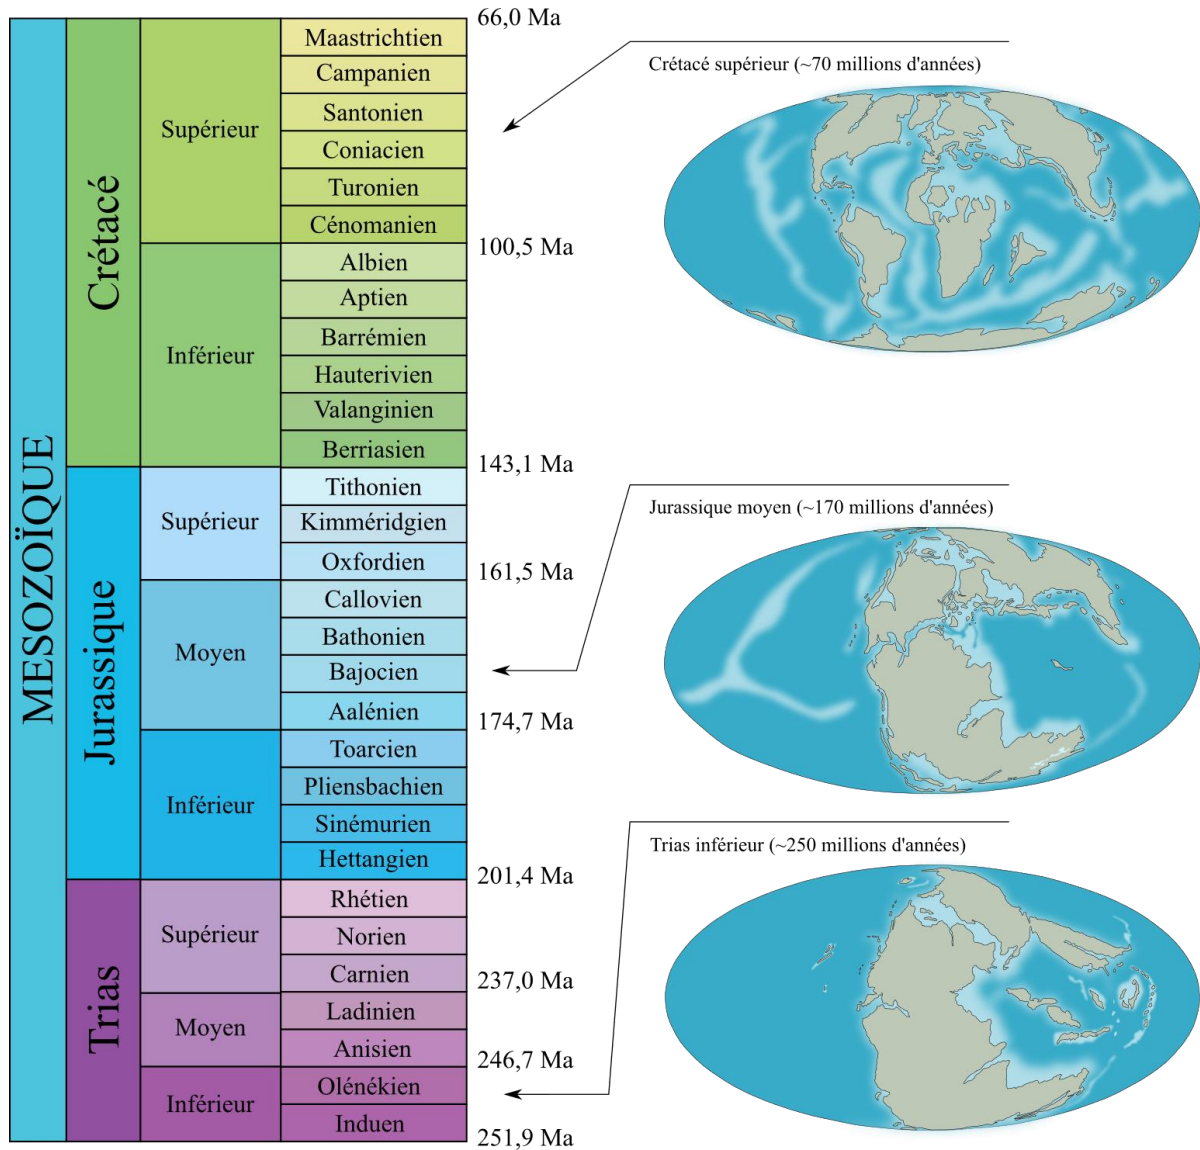 MESOZOÏQUE
Crétacé
Supérieur
Maastrichtien
Campanien
Santonien
Coniacien
Turonien
Cénomanien
Inférieur
Albien
Aptien
Barrémien
Hauterivien
Valanginien
Berriasien
Jurassique
Supérieur
Tithonien
Kimméridgien
Oxfordien
Moyen
Callovien
Bathonien
Bajocien
Aalénien
Inférieur
Toarcien
Pliensbachien
Sinémurien
Hettangien
Trias
Supérieur
Rhétien
Norien
Carnien
Moyen
Ladinien
Anisien
Inférieur
Olénékien
Induen
66,0 Ma
100,5 Ma
143,1 Ma
161,5 Ma
174,7 Ma
201,4 Ma
237,0 Ma
246,7 Ma
251,9 Ma
Crétacé supérieur (~70 millions d'années)
Jurassique moyen (~170 millions d'années)
Trias inférieur (~250 millions d'années)